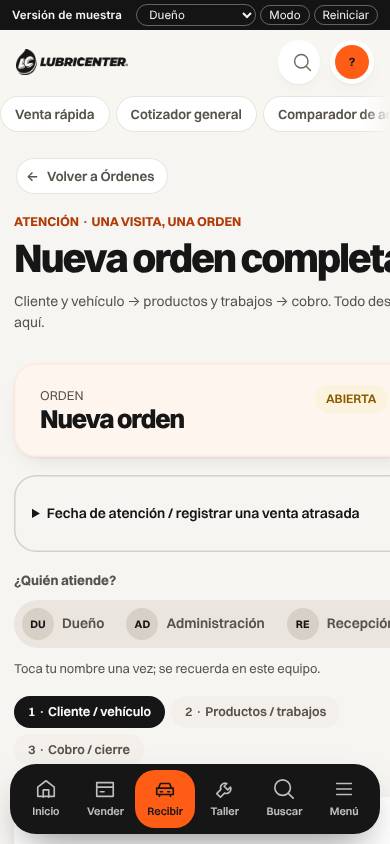 Versión de muestra Dueño Modo Reiniciar
LUBRICENTER. ?
Venta rápida Cotizador general Comparador de
← Volver a Órdenes
ATENCIÓN · UNA VISITA, UNA ORDEN
Nueva orden completa
Cliente y vehículo → productos y trabajos → cobro. Todo des
aquí.
ORDEN
Nueva orden ABIERTA
▶ Fecha de atención / registrar una venta atrasada
¿Quién atiende?
DU Dueño AD Administración RE Recepción
Toca tu nombre una vez; se recuerda en este equipo.
1 · Cliente / vehículo 2 · Productos / trabajos
3 · Cobro / cierre
Inicio Vender Recibir Taller Buscar Menú